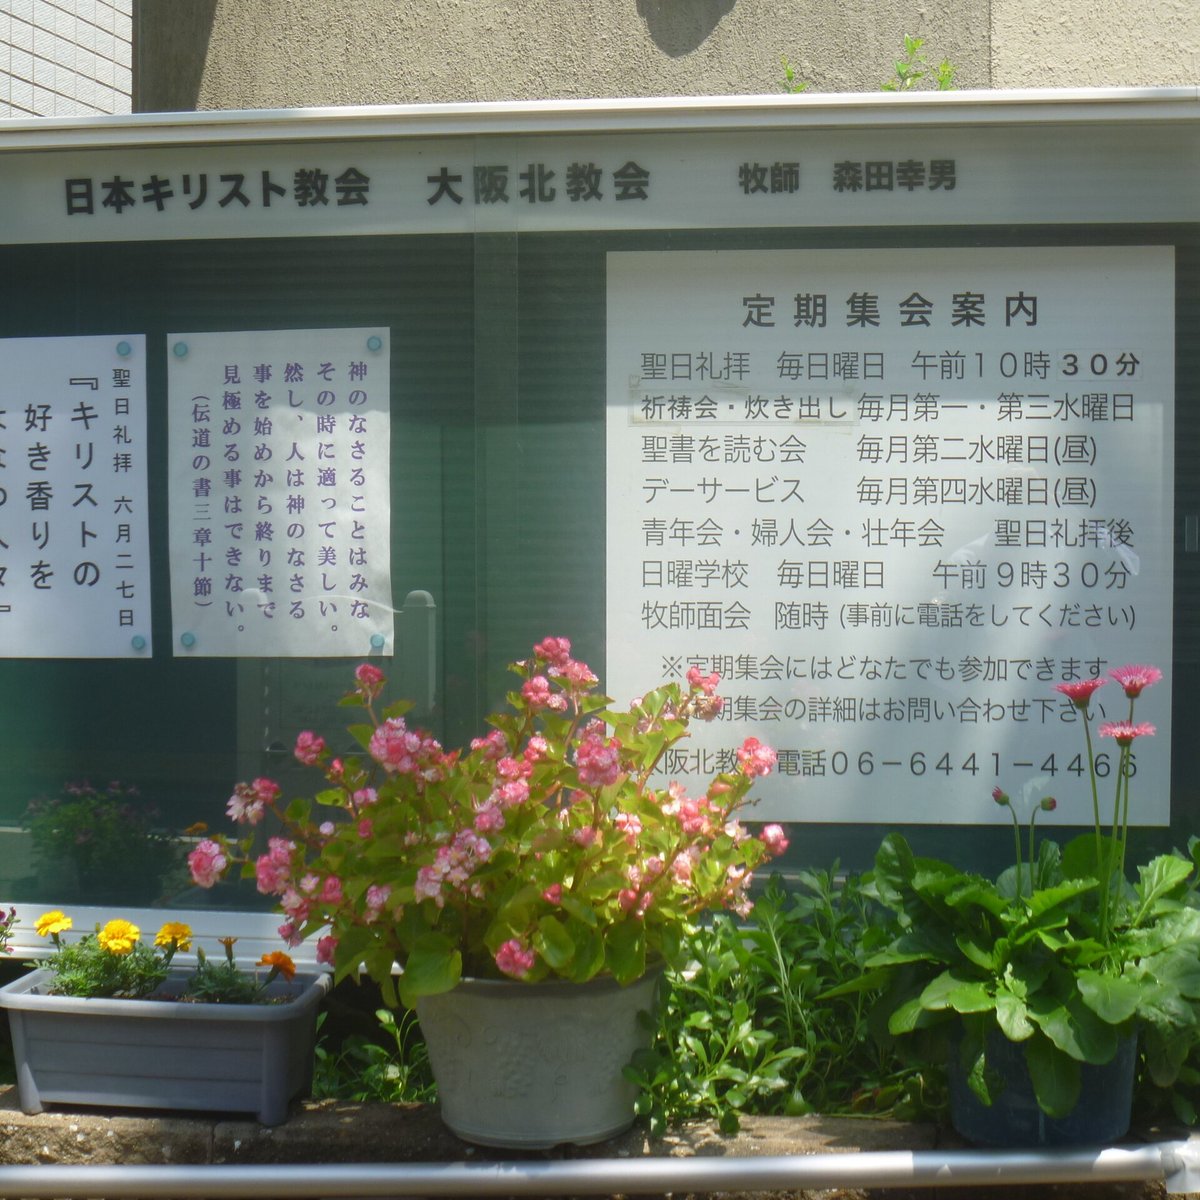 日本キリスト教会　大阪北教会　牧師　森田幸男
定期集会案内
聖日礼拝　毎日曜日　午前１０時３０分
祈祷会・炊き出し　毎月第一・第三水曜日
聖書を読む会　毎月第二水曜日(昼)
デーサービス　毎月第四水曜日(昼)
青年会・婦人会・壮年会　聖日礼拝後
日曜学校　毎日曜日　午前９時３０分
牧師面会　随時 (事前に電話をしてください)
※定期集会にはどなたでも参加できます
期集会の詳細はお問い合わせ下さい
大阪北教　電話０６－６４４１－４４６６
神のなさることはみな
その時に適って美しい。
然し、人は神のなさる
事を始めから終りまで
見極める事はできない。
（伝道の書三章十節）
聖日礼拝　六月二七日
『キリストの
好き香りを